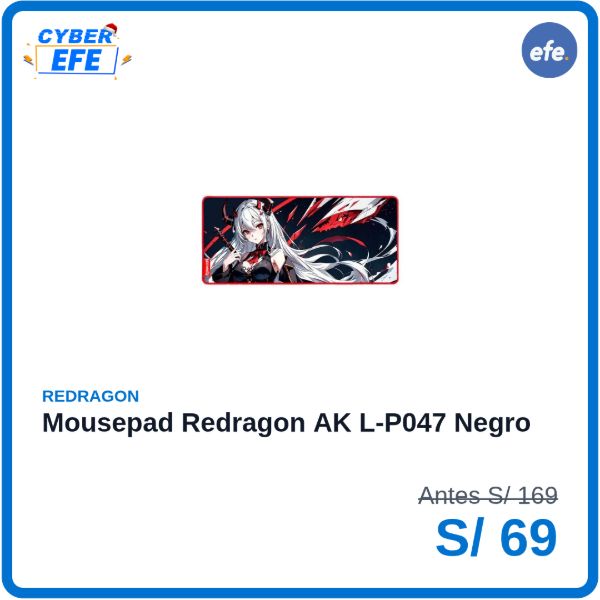 CYBER
EFE
efe.
REDRAGON
Mousepad Redragon AK L-P047 Negro
Antes S/ 169
S/ 69